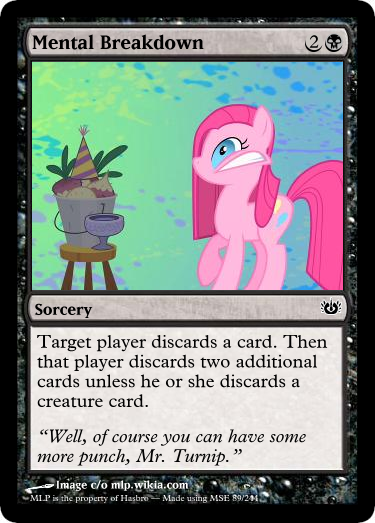 Mental Breakdown 2
Sorcery
Target player discards a card. Then
that player discards two additional
cards unless he or she discards a
creature card.
“Well, of course you can have some
more punch, Mr. Turnip.”
Image c/o mlp.wikia.com
MLP is the property of Hasbro — Made using MSE 89/244